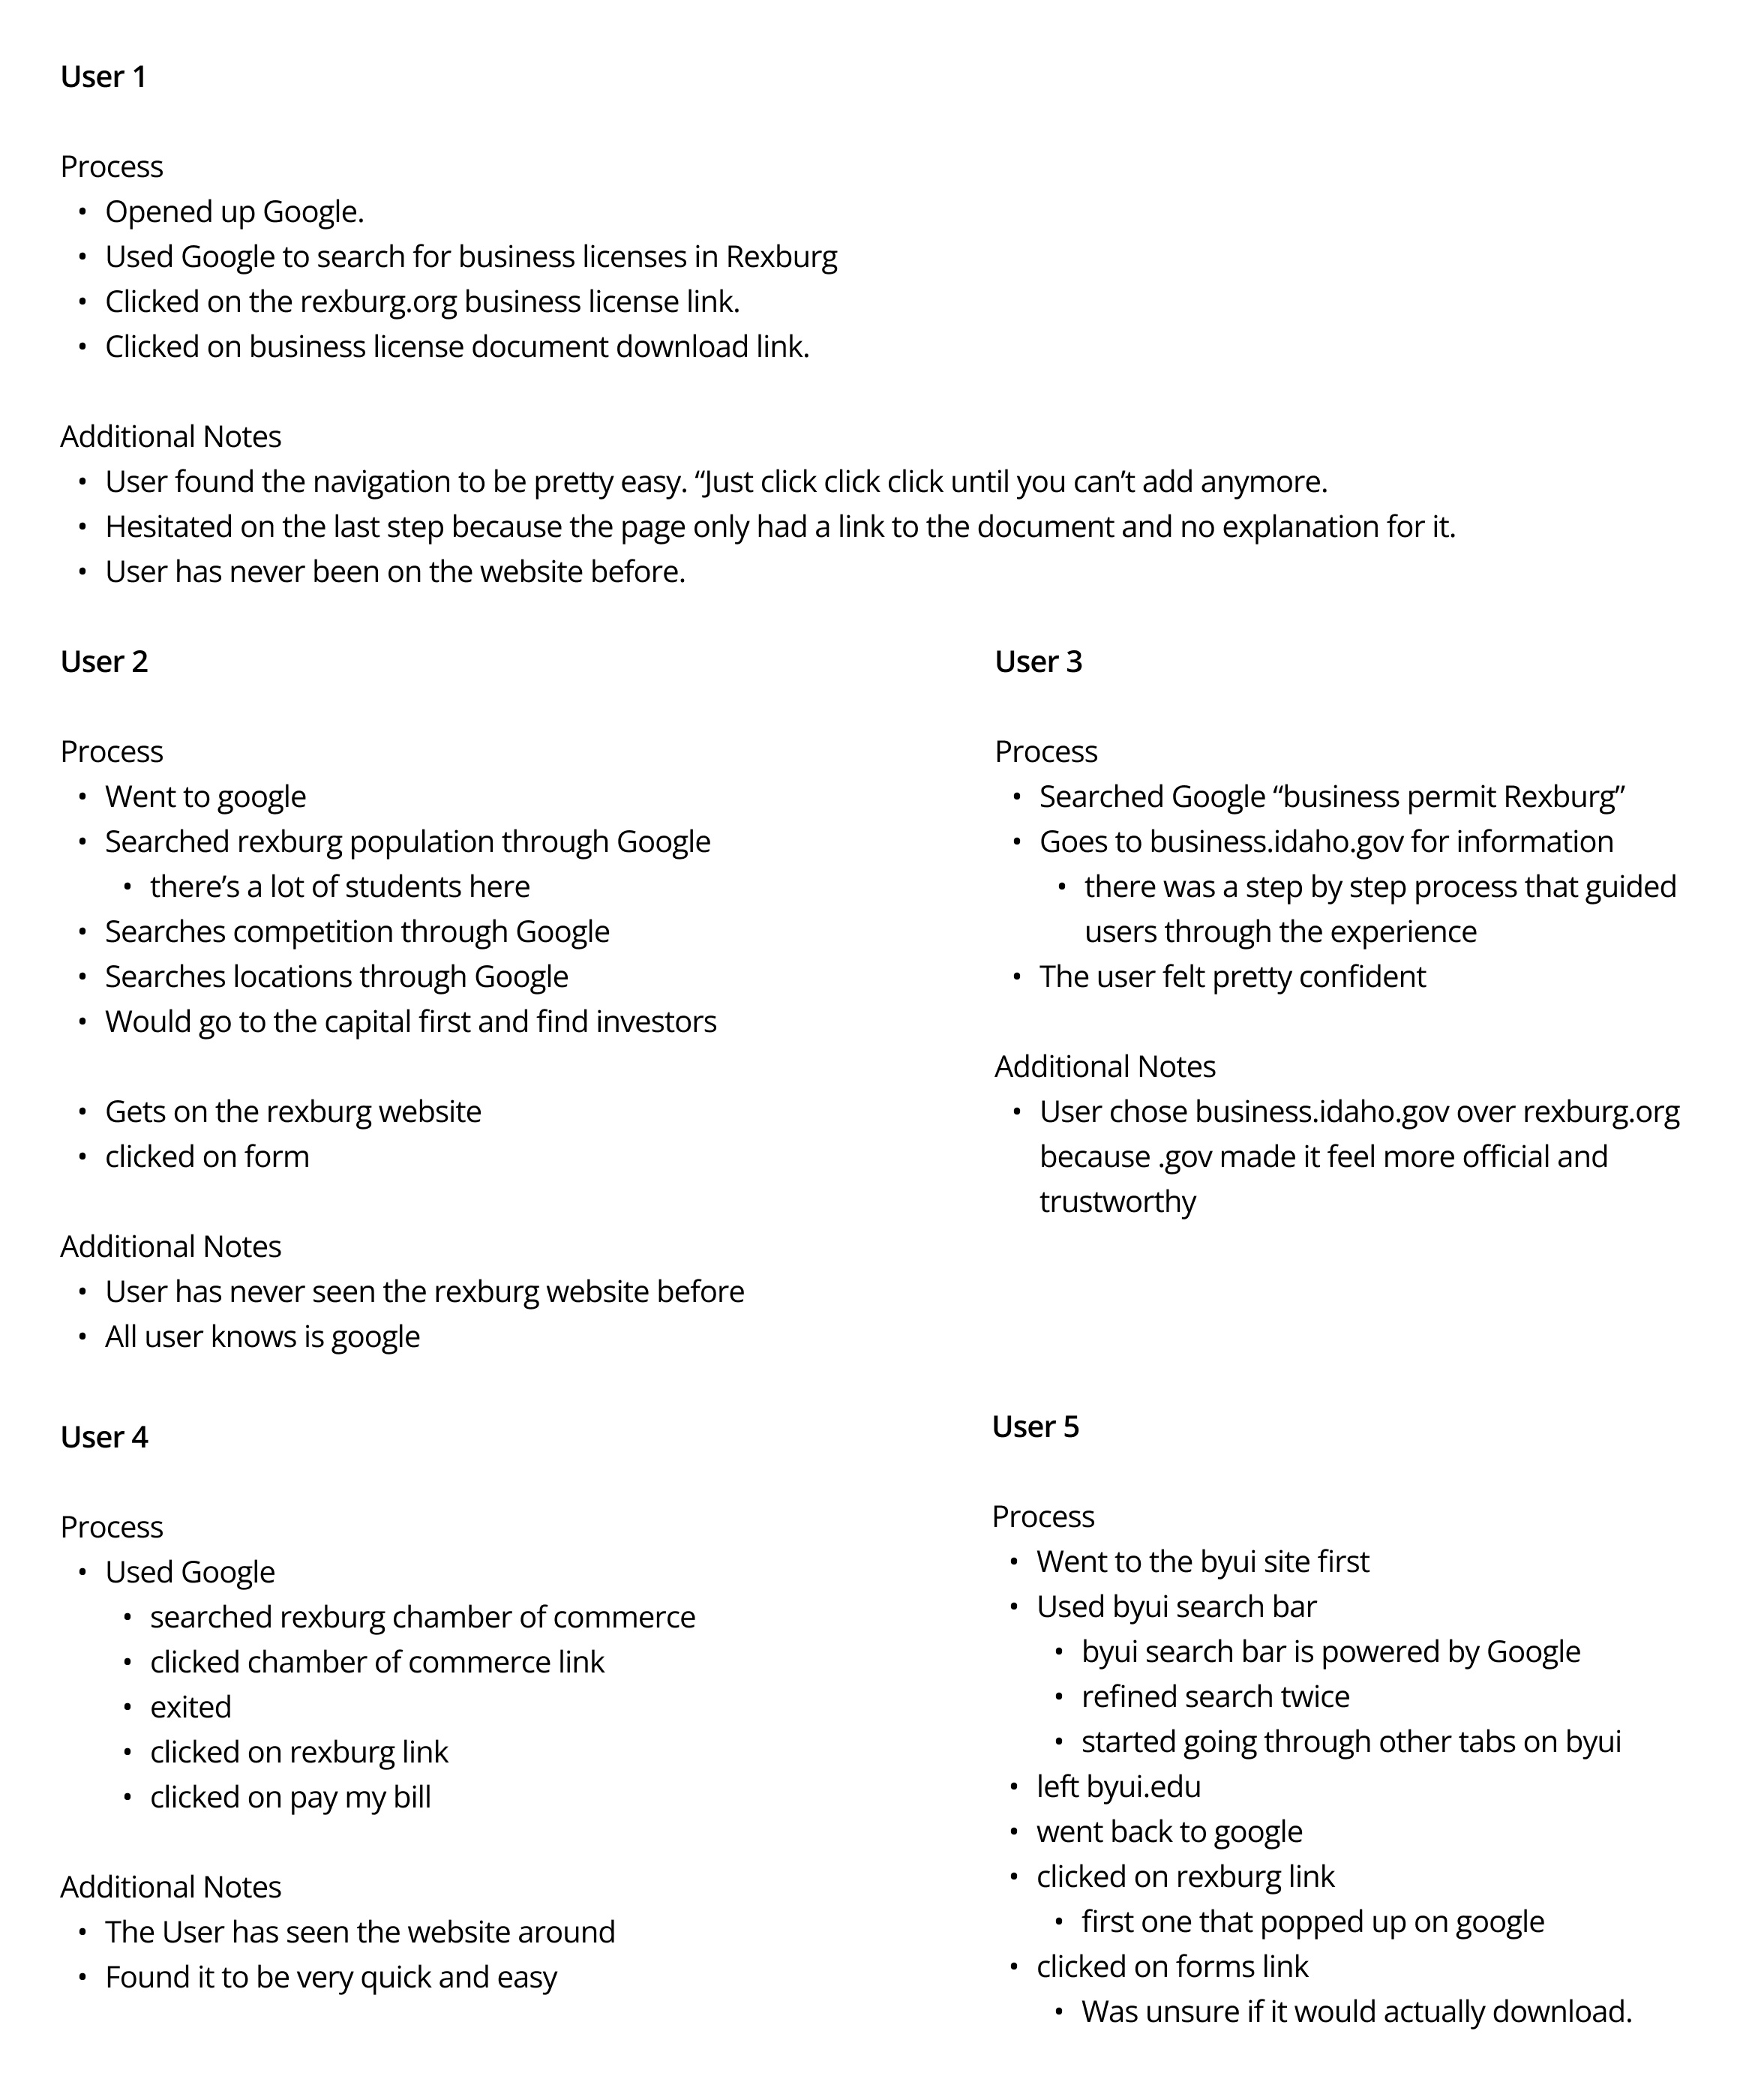 User 1
Process
• Opened up Google.
• Used Google to search for business licenses in Rexburg
• Clicked on the rexburg.org business license link.
• Clicked on business license document download link.
Additional Notes
• User found the navigation to be pretty easy. “Just click click click until you can’t add anymore.
• Hesitated on the last step because the page only had a link to the document and no explanation for it.
• User has never been on the website before.
User 2
Process
• Went to google
• Searched rexburg population through Google
• there’s a lot of students here
• Searches competition through Google
• Searches locations through Google
• Would go to the capital first and find investors
• Gets on the rexburg website
• clicked on form
Additional Notes
• User has never seen the rexburg website before
• All user knows is google
User 3
Process
• Searched Google “business permit Rexburg”
• Goes to business.idaho.gov for information
• there was a step by step process that guided
users through the experience
• The user felt pretty confident
Additional Notes
• User chose business.idaho.gov over rexburg.org
because .gov made it feel more official and
trustworthy
User 4
Process
• Used Google
• searched rexburg chamber of commerce
• clicked chamber of commerce link
• exited
• clicked on rexburg link
• clicked on pay my bill
Additional Notes
• The User has seen the website around
• Found it to be very quick and easy
User 5
Process
• Went to the byui site first
• Used byui search bar
• byui search bar is powered by Google
• refined search twice
• started going through other tabs on byui
• left byui.edu
• went back to google
• clicked on rexburg link
• first one that popped up on google
• clicked on forms link
• Was unsure if it would actually download.